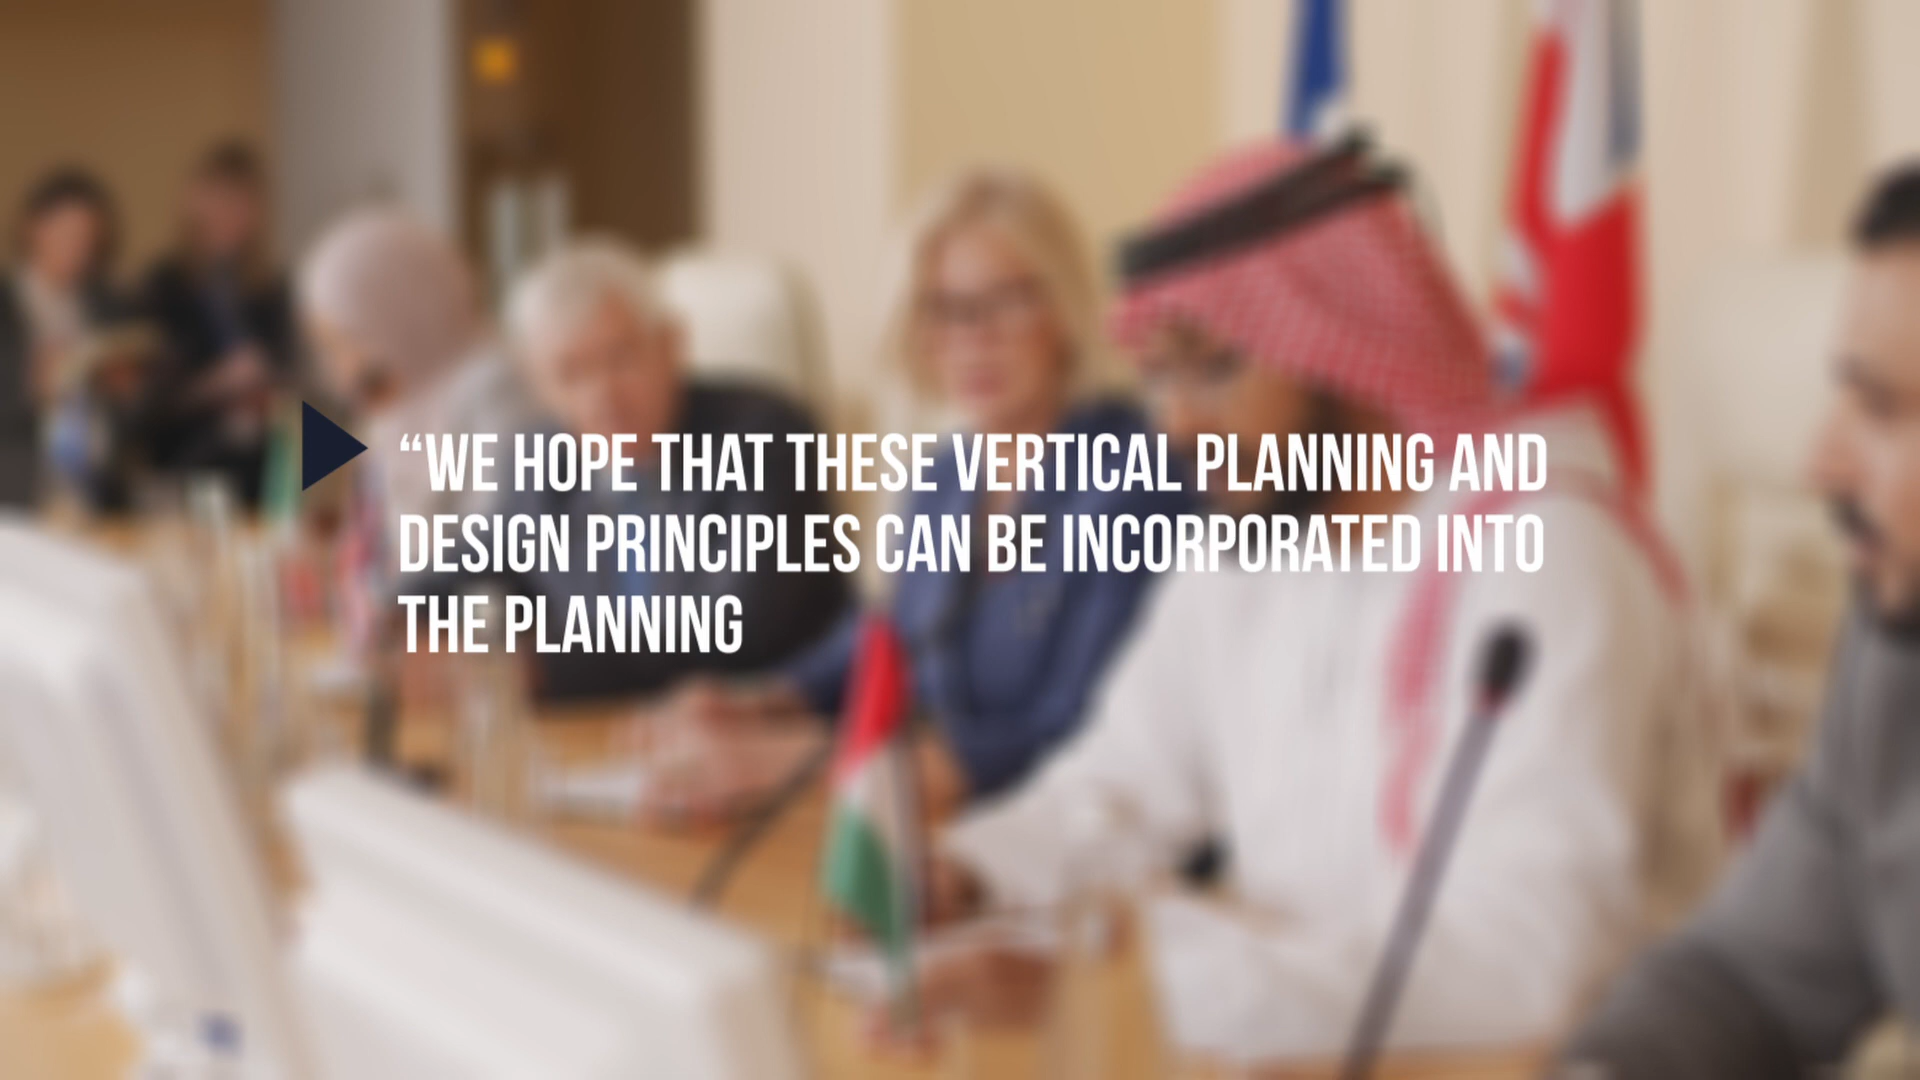 “WE HOPE THAT THESE VERTICAL PLANNING AND
DESIGN PRINCIPLES CAN BE INCORPORATED INTO
THE PLANNING